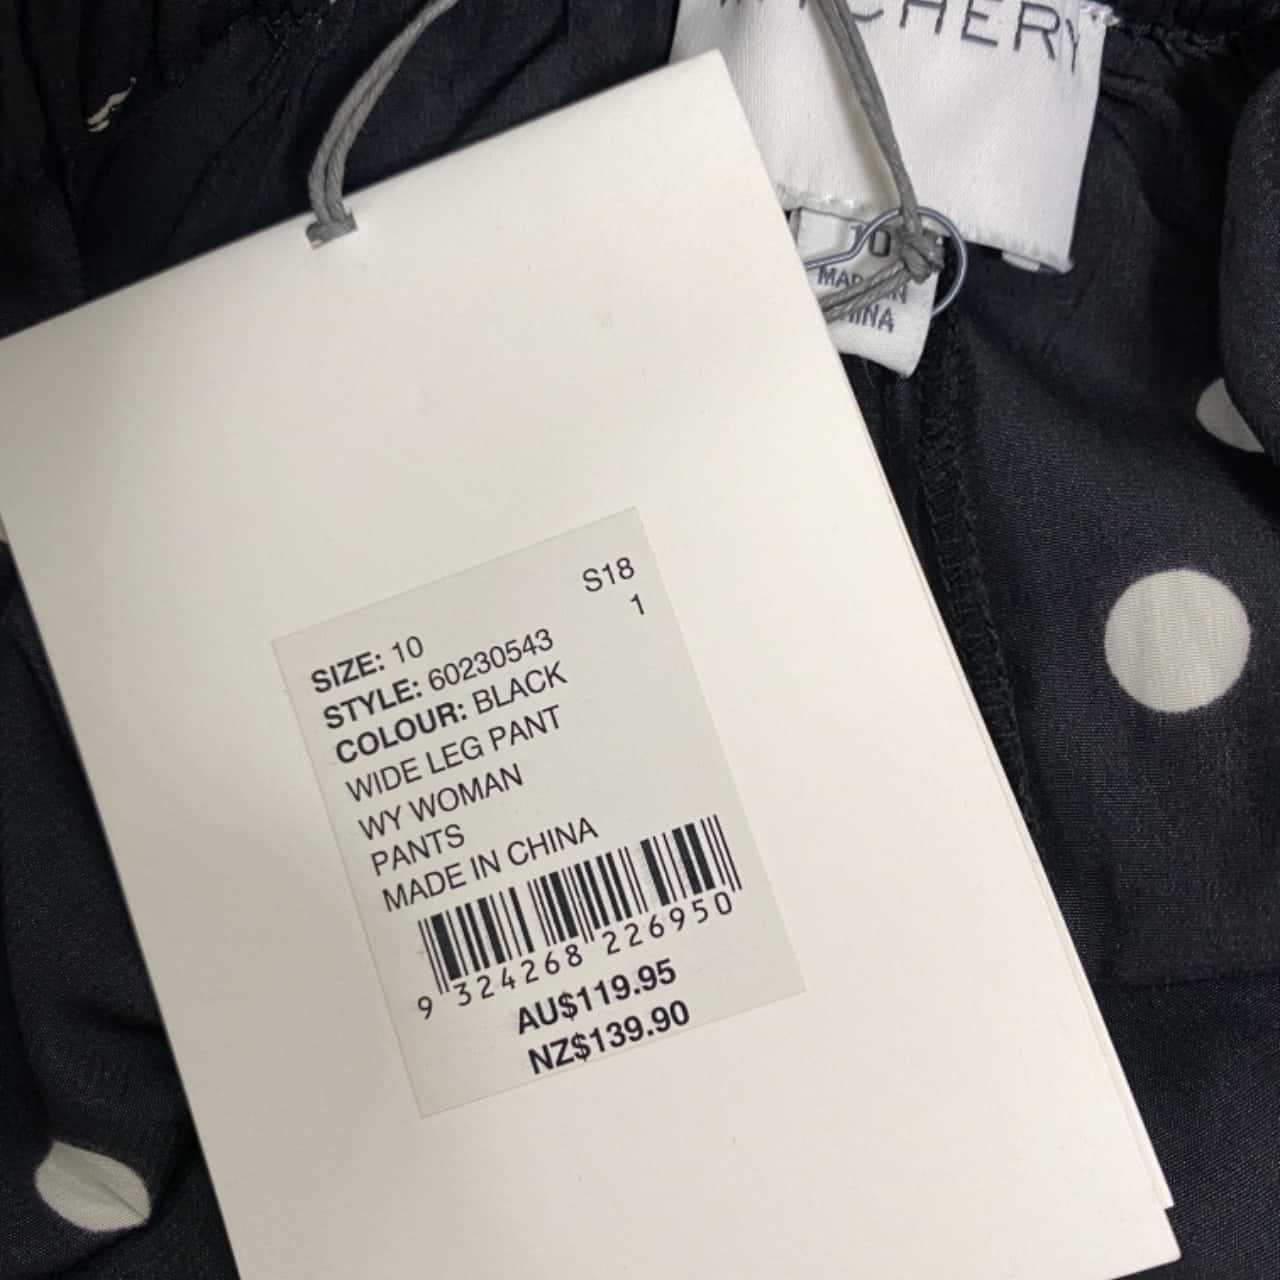 10
MADE IN
CHINA
S18
1
SIZE: 10
STYLE: 60230543
COLOUR: BLACK
WIDE LEG PANT
WY WOMAN
PANTS
MADE IN CHINA
9 324268 226950
AU$119.95
NZ$139.90